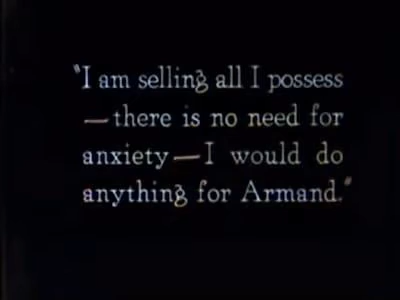 "I am selling all I possess
—there is no need for
anxiety—I would do
anything for Armand."